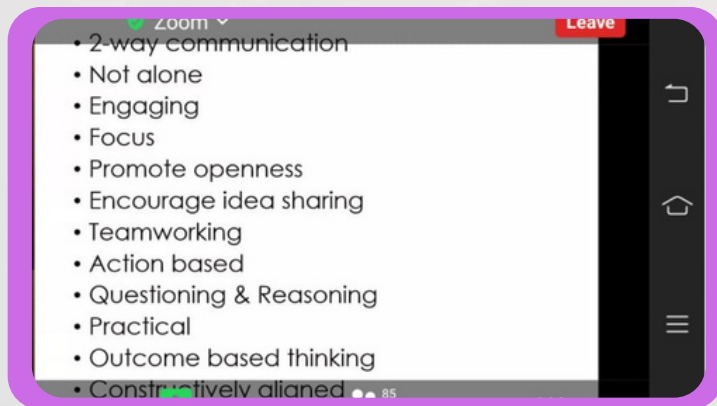 Zoom
Leave
• 2-way communication
• Not alone
• Engaging
• Focus
• Promote openness
• Encourage idea sharing
• Teamworking
• Action based
• Questioning & Reasoning
• Practical
• Outcome based thinking
• Constructively aligned
85